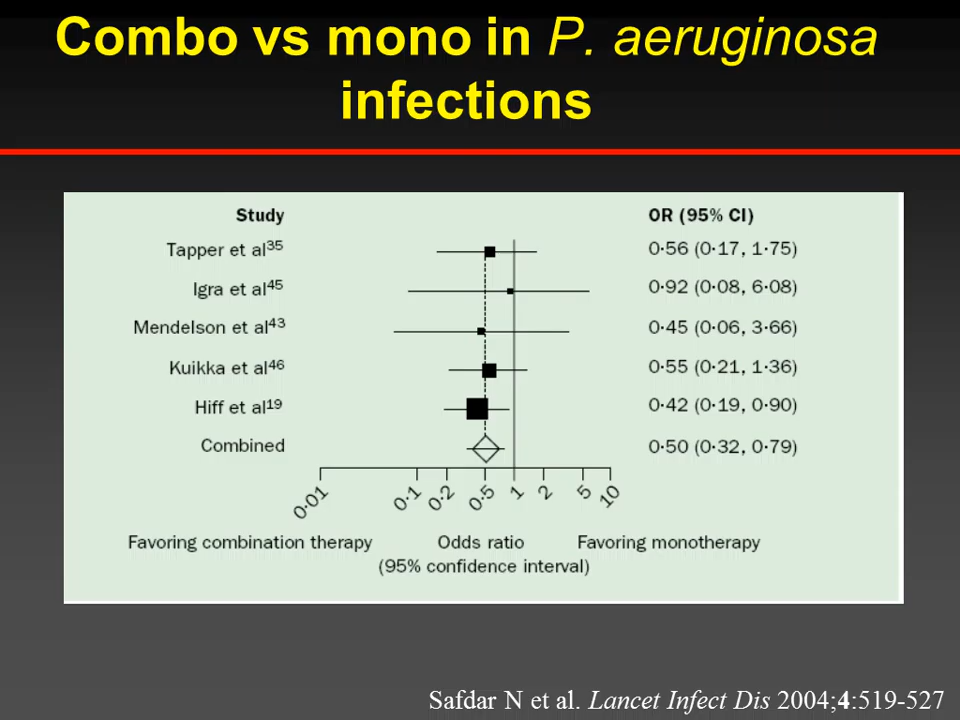 Combo vs mono in P. aeruginosa
infections
Study OR (95% CI)
Tapper et al35 0·56 (0·17, 1·75)
Igra et al45 0·92 (0·08, 6·08)
Mendelson et al43 0·45 (0·06, 3·66)
Kuikka et al46 0·55 (0·21, 1·36)
Hiff et al19 0·42 (0·19, 0·90)
Combined 0·50 (0·32, 0·79)
0·01 0·1 0·2 0·5 1 2 5 10
Favoring combination therapy Odds ratio Favoring monotherapy
(95% confidence interval)
Safdar N et al. Lancet Infect Dis 2004;4:519-527